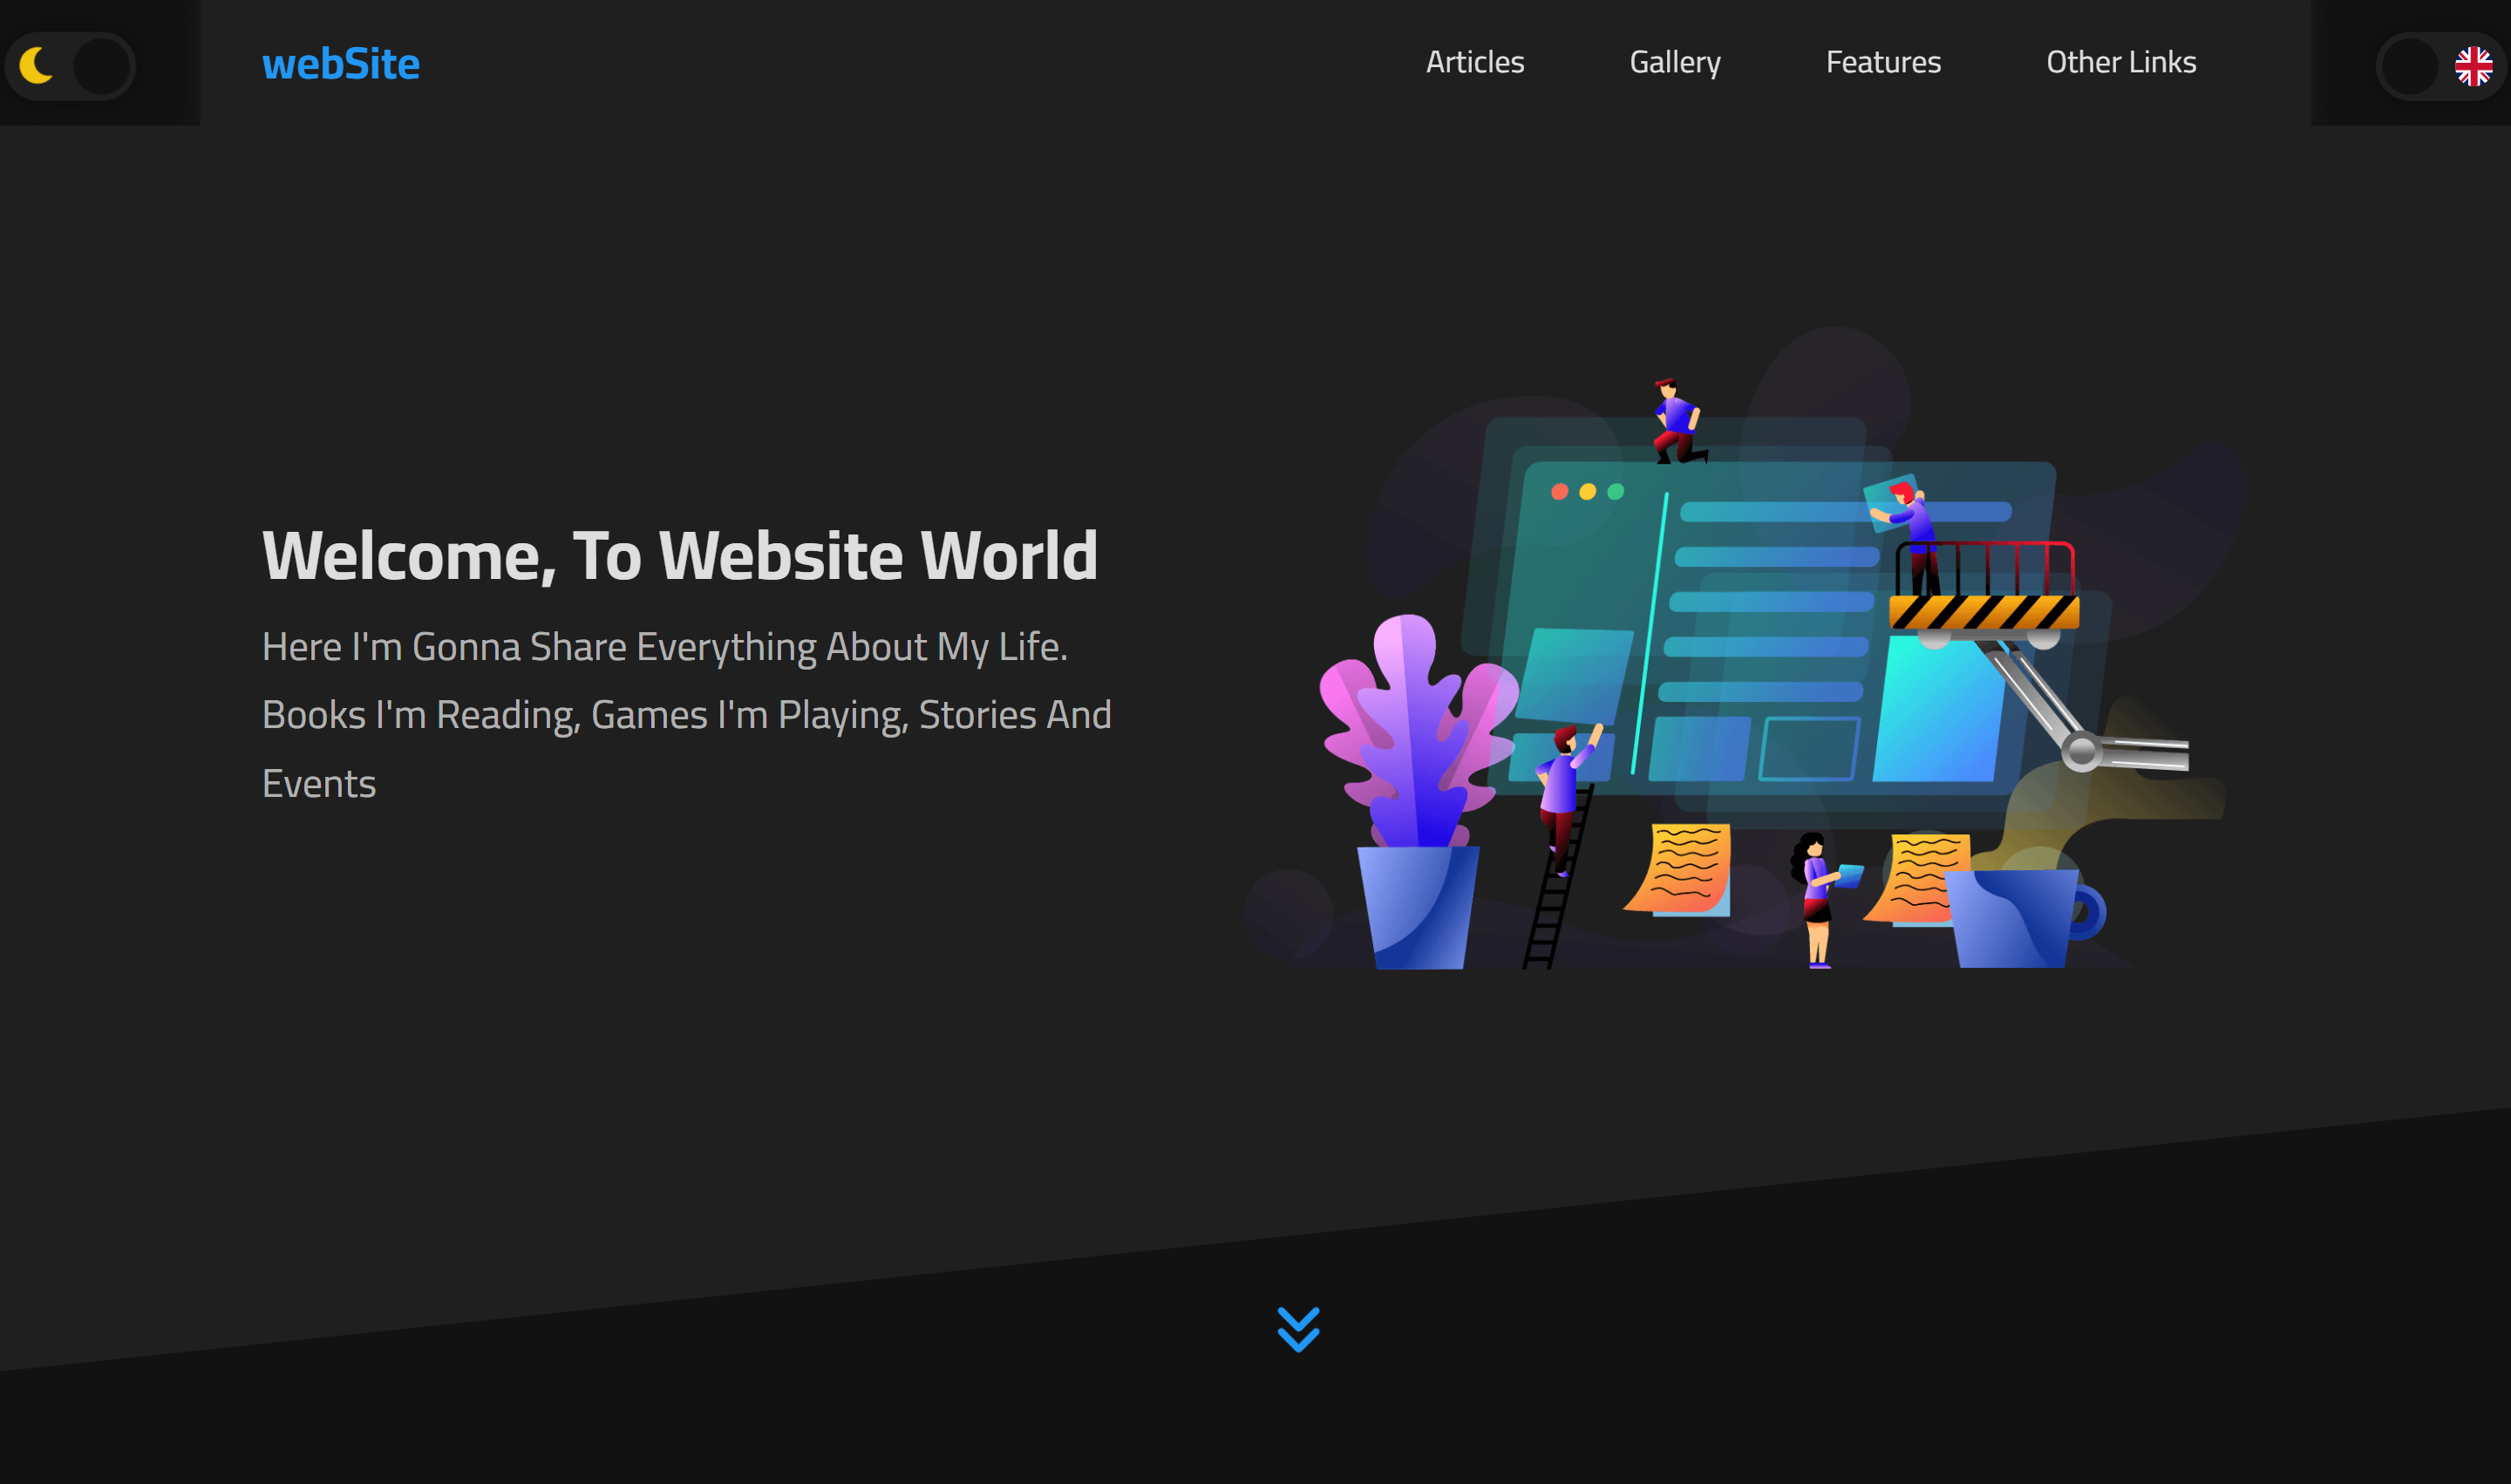 webSite
Articles
Gallery
Features
Other Links
Welcome, To Website World
Here I'm Gonna Share Everything About My Life.
Books I'm Reading, Games I'm Playing, Stories And
Events